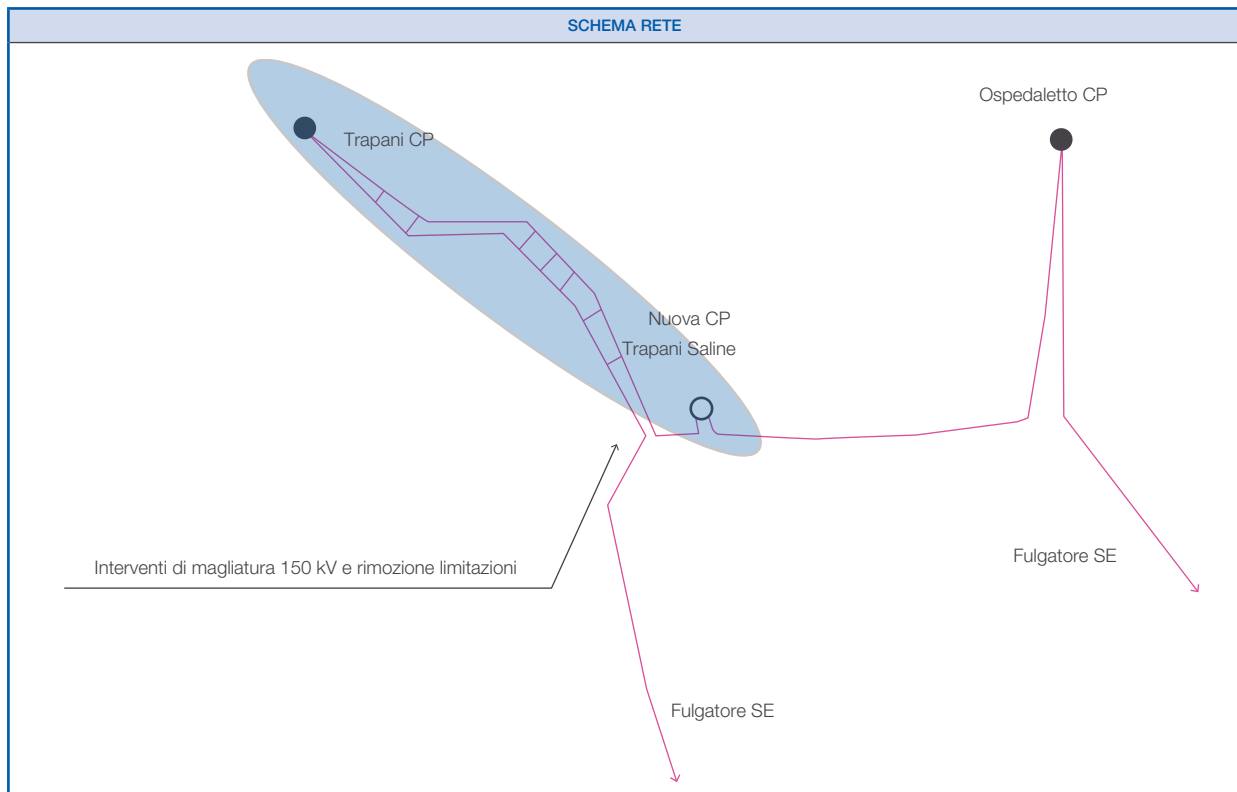 SCHEMA RETE
Ospedaletto CP
Trapani CP
Nuova CP
Trapani Saline
Fulgatore SE
Interventi di magliatura 150 kV e rimozione limitazioni
Fulgatore SE